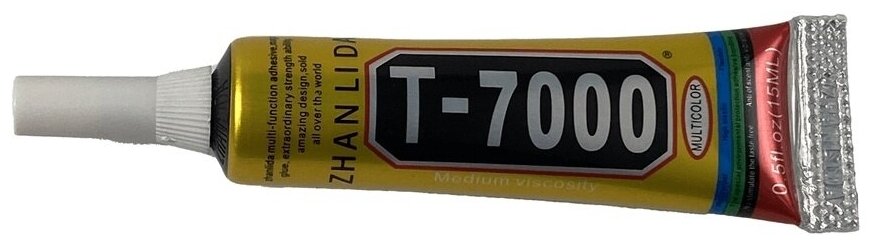 zhanlida multi-function adhesive,
glue, extraordinary strength ability
amazing design, sold
all over the world
ZHANLIDA
T-7000
®
Medium viscosity
MULTICOLOR
0.5fl oz(15ML)